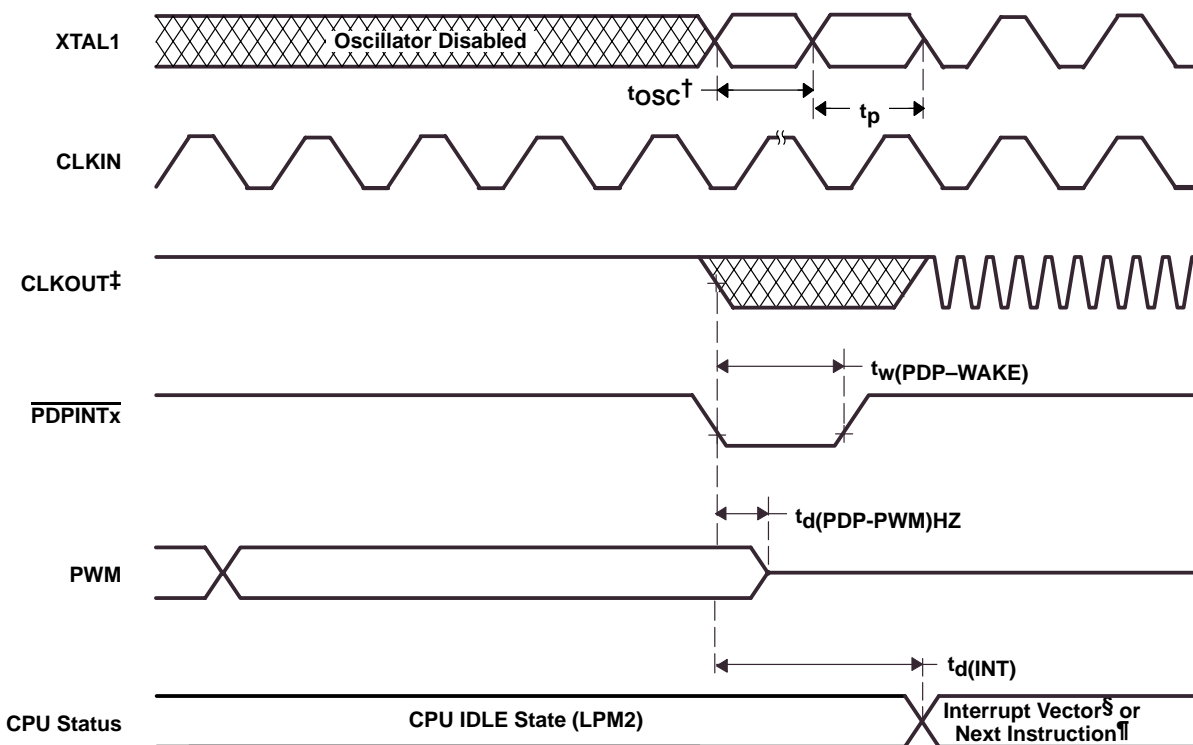 XTAL1
Oscillator Disabled
tOSC†
tp
CLKIN
CLKOUT‡
tw(PDP–WAKE)
PDPINTx
td(PDP-PWM)HZ
PWM
td(INT)
CPU Status
CPU IDLE State (LPM2)
Interrupt Vector§ or
Next Instruction¶